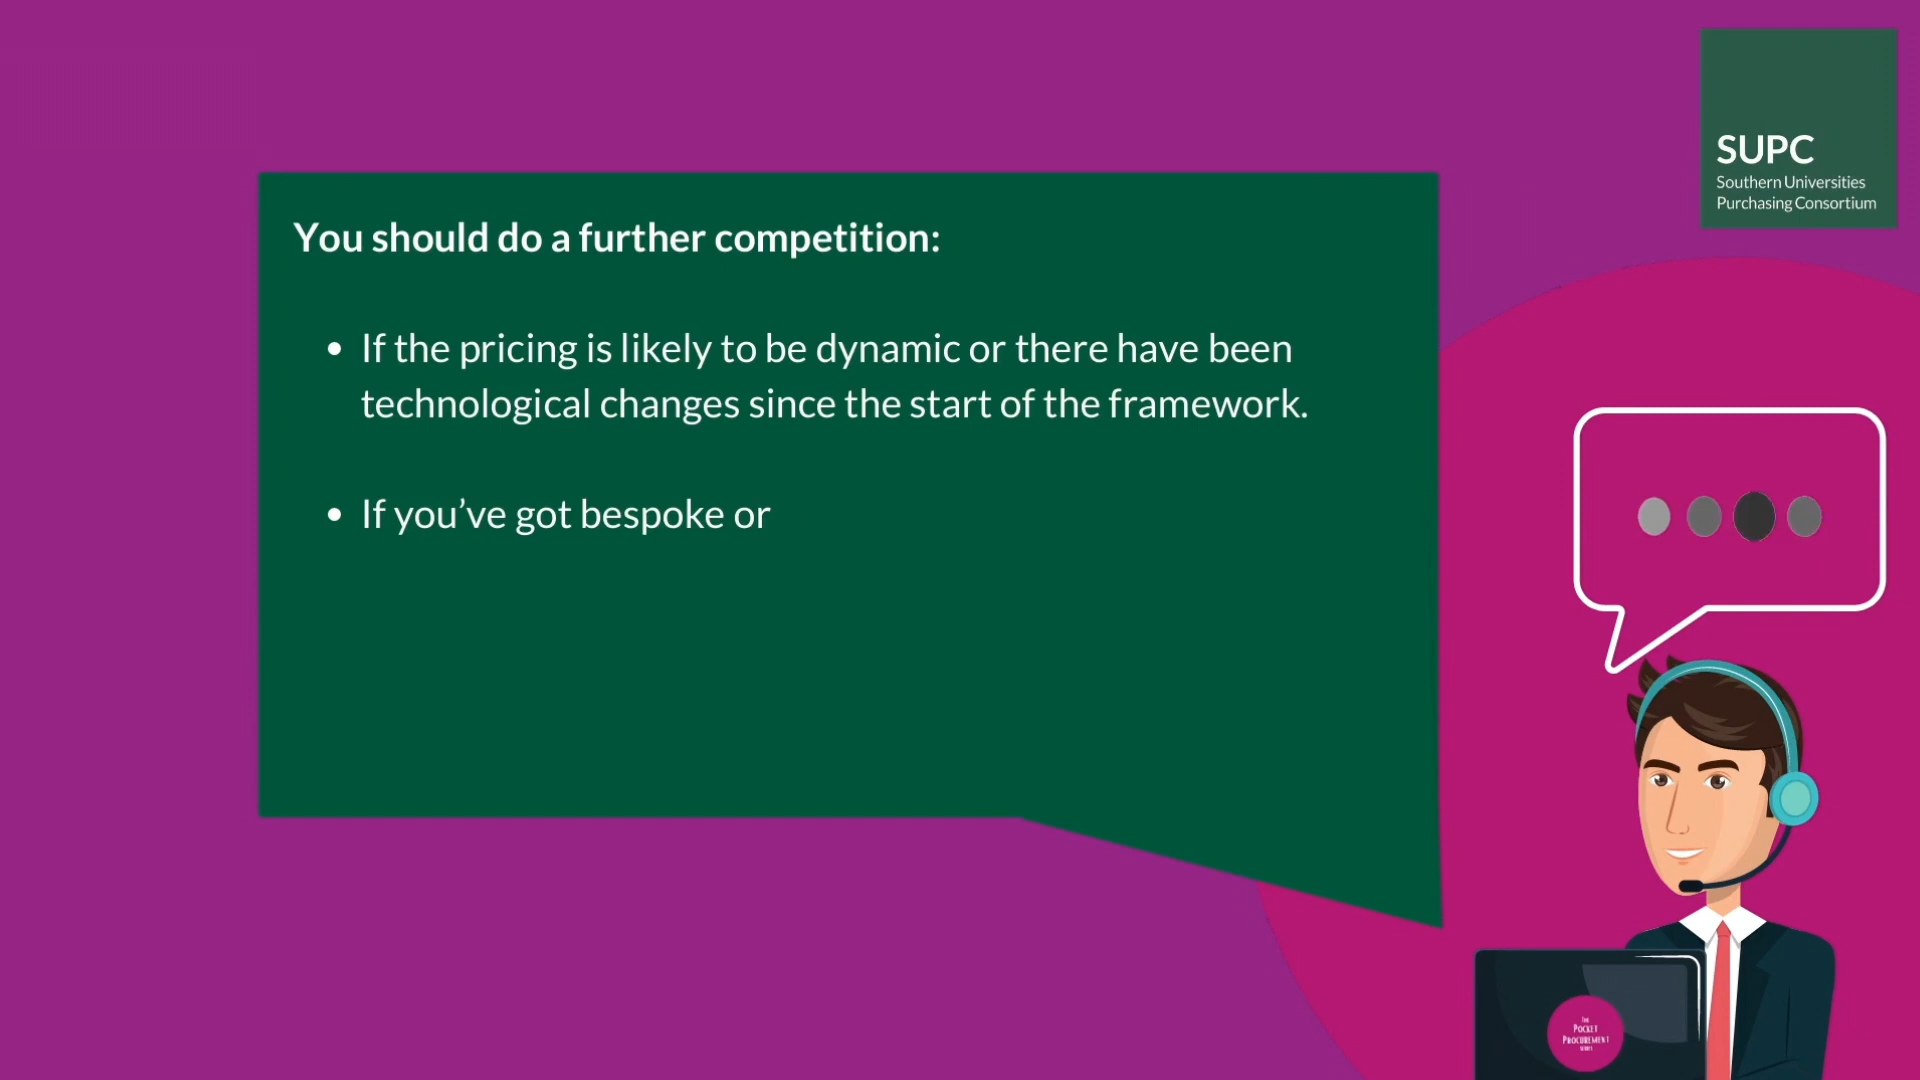 SUPC
Southern Universities
Purchasing Consortium
You should do a further competition:
• If the pricing is likely to be dynamic or there have been
technological changes since the start of the framework.
• If you’ve got bespoke or
THE
POCKET
PROCUREMENT
SERIES